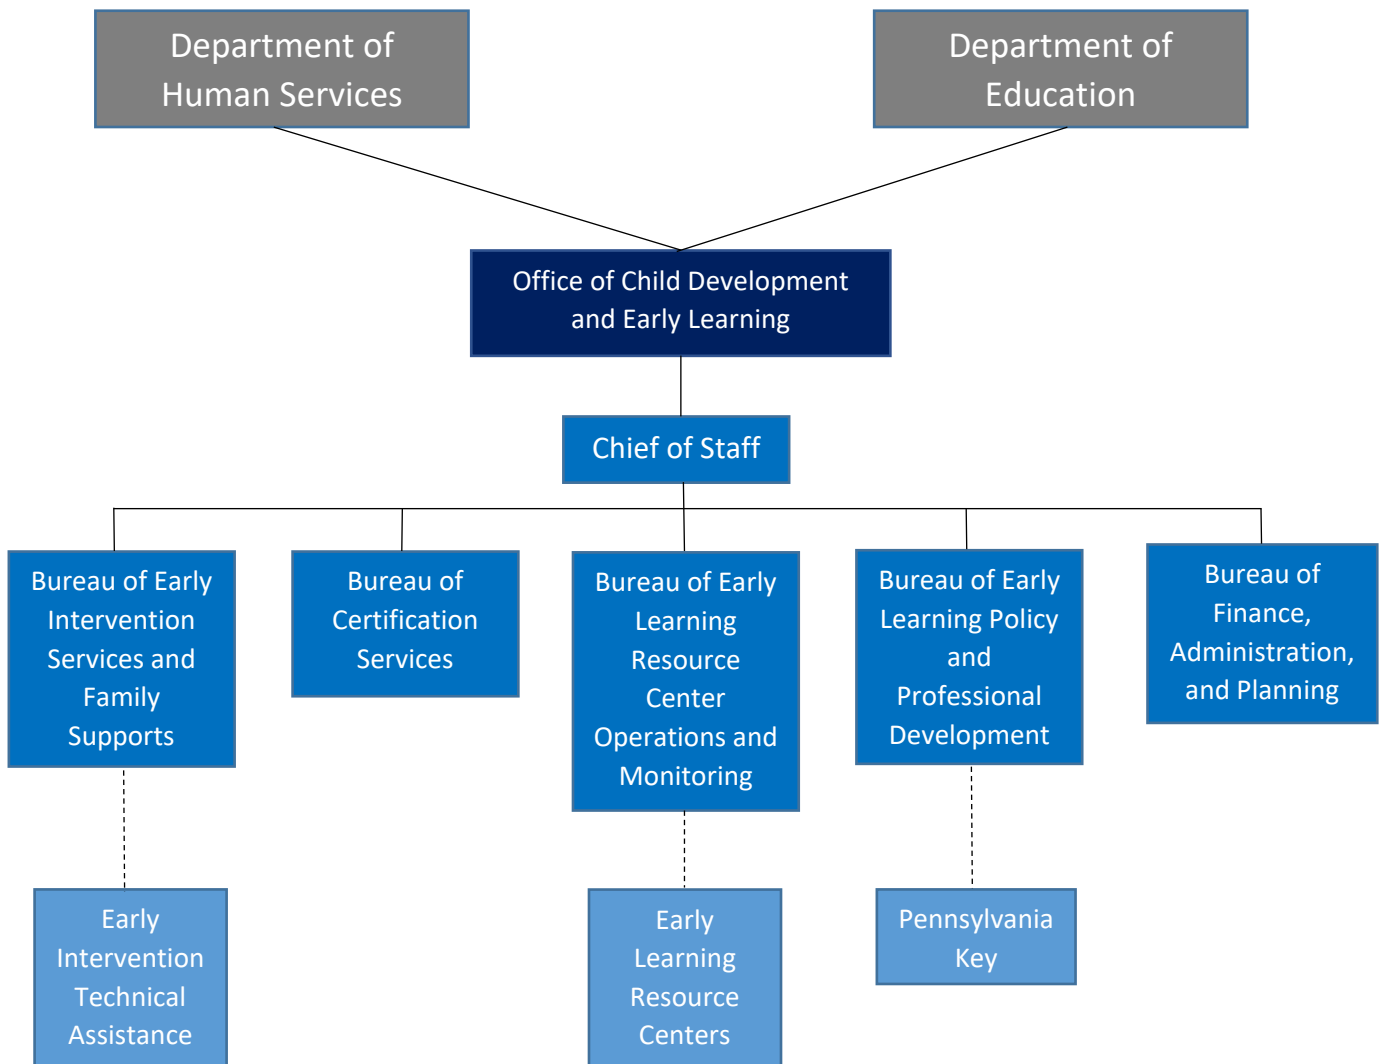 Department of
Human Services
Department of
Education
Office of Child Development
and Early Learning
Chief of Staff
Bureau of Early
Intervention
Services and
Family
Supports
Bureau of
Certification
Services
Bureau of Early
Learning
Resource
Center
Operations and
Monitoring
Bureau of Early
Learning Policy
and
Professional
Development
Bureau of
Finance,
Administration,
and Planning
Early
Intervention
Technical
Assistance
Early
Learning
Resource
Centers
Pennsylvania
Key